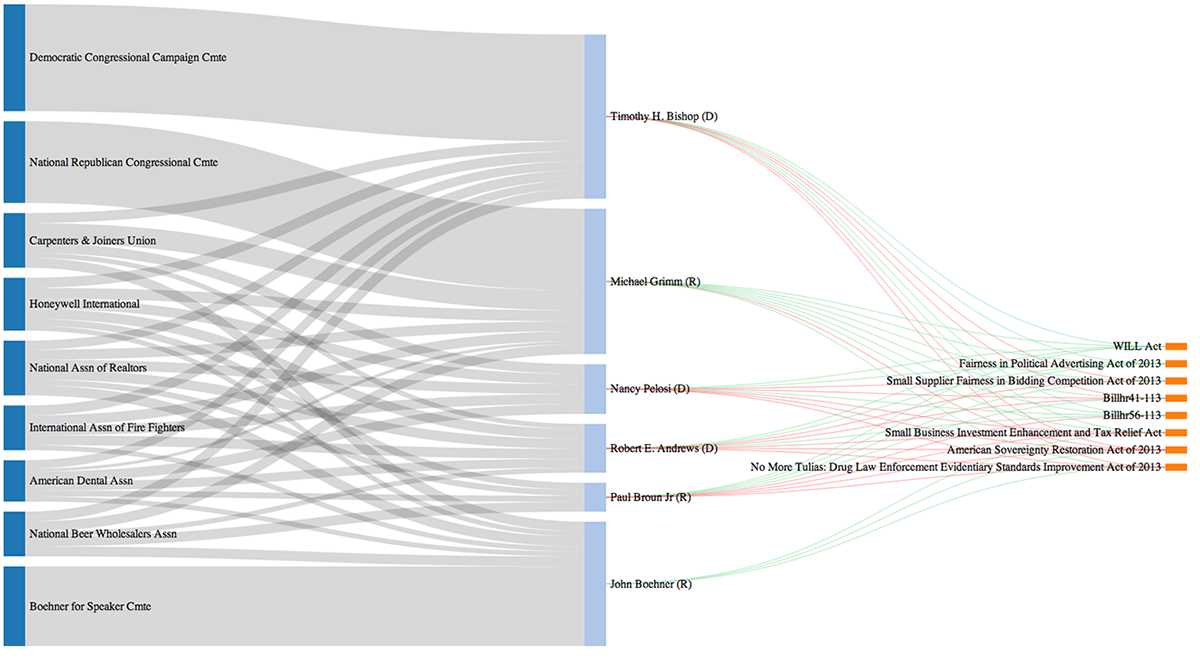 Democratic Congressional Campaign Cmte
National Republican Congressional Cmte
Carpenters & Joiners Union
Honeywell International
National Assn of Realtors
International Assn of Fire Fighters
American Dental Assn
National Beer Wholesalers Assn
Boehner for Speaker Cmte
Timothy H. Bishop (D)
Michael Grimm (R)
Nancy Pelosi (D)
Robert E. Andrews (D)
Paul Broun Jr (R)
John Boehner (R)
WILL Act
Fairness in Political Advertising Act of 2013
Small Supplier Fairness in Bidding Competition Act of 2013
Billhr41-113
Billhr56-113
Small Business Investment Enhancement and Tax Relief Act
American Sovereignty Restoration Act of 2013
No More Tulias: Drug Law Enforcement Evidentiary Standards Improvement Act of 2013